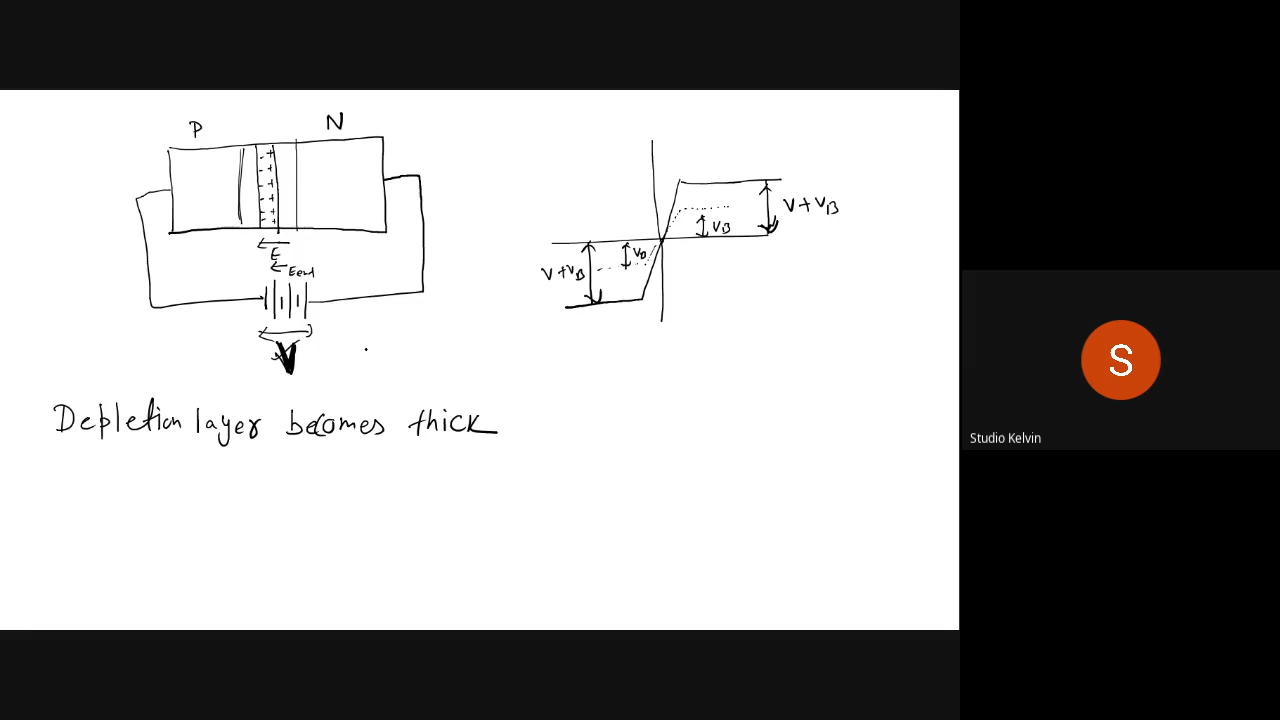 P N
- +
- +
- +
- +
- +
E
Eext
V
V + VB
VB
VB
V + VB
Depletion layer becomes thick
S
Studio Kelvin